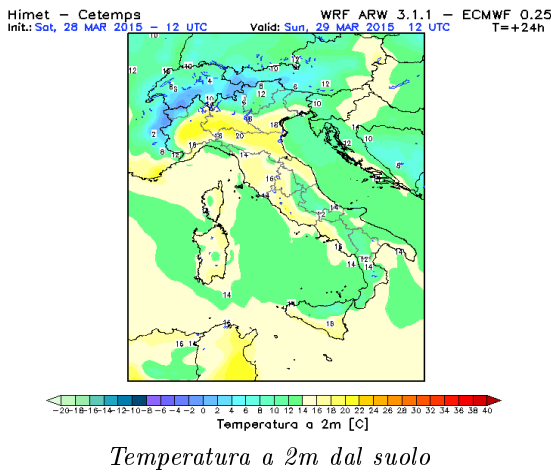 Himet – Cetemps WRF ARW 3.1.1 – ECMWF 0.25
Init.: Sat, 28 MAR 2015 – 12 UTC Valid: Sun, 29 MAR 2015 12 UTC T=+24h
-20 -18 -16 -14 -12 -10 -8 -6 -4 -2 0 2 4 6 8 10 12 14 16 18 20 22 24 26 28 30 32 34 36 38 40
Temperatura a 2m [C]
Temperatura a 2m dal suolo